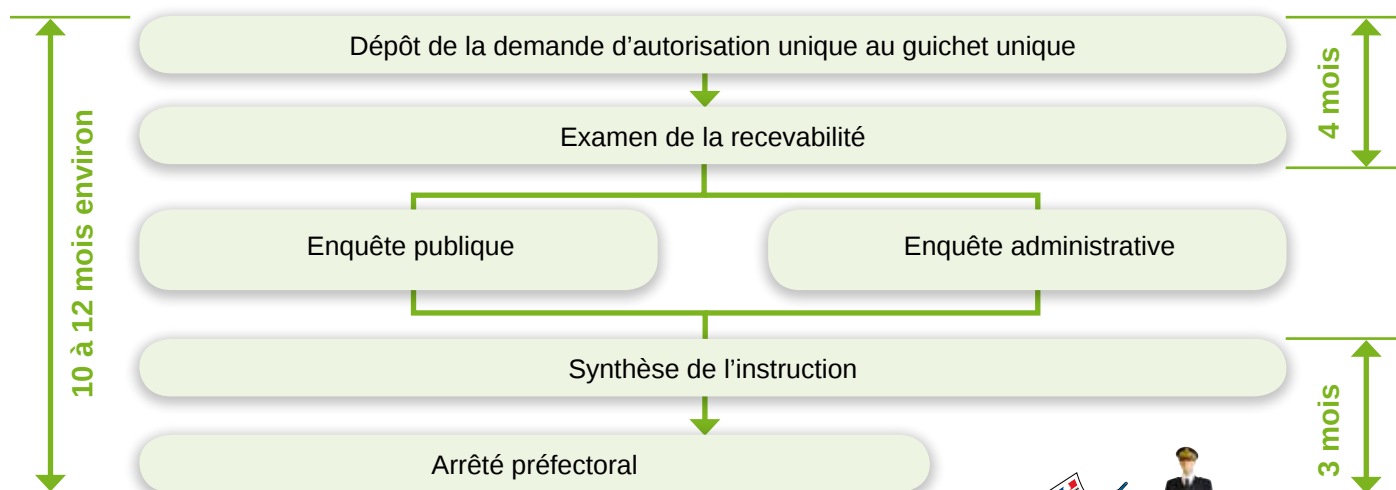 Dépôt de la demande d’autorisation unique au guichet unique
4 mois
Examen de la recevabilité
10 à 12 mois environ
Enquête publique
Enquête administrative
Synthèse de l’instruction
3 mois
Arrêté préfectoral